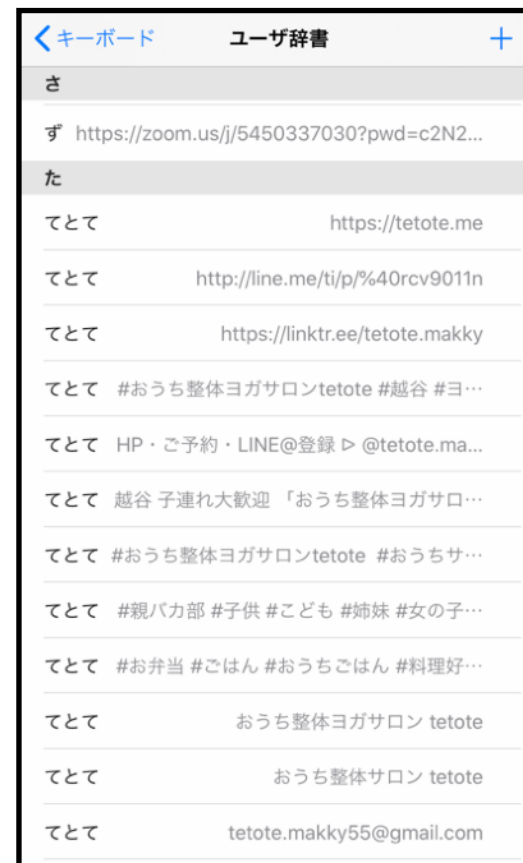 キーボード ユーザ辞書 +
さ
ず https://zoom.us/j/5450337030?pwd=c2N2...
た
てとて https://tetote.me
てとて http://line.me/ti/p/%40rcv9011n
てとて https://linktr.ee/tetote.makky
てとて #おうち整体ヨガサロンtetote #越谷 #ヨ…
てとて HP・ご予約・LINE@登録 ▷ @tetote.ma...
てとて 越谷 子連れ大歓迎 「おうち整体ヨガサロ…
てとて #おうち整体ヨガサロンtetote #おうちサ…
てとて #親バカ部 #子供 #こども #姉妹 #女の子…
てとて #お弁当 #ごはん #おうちごはん #料理好…
てとて おうち整体ヨガサロン tetote
てとて おうち整体サロン tetote
てとて tetote.makky55@gmail.com